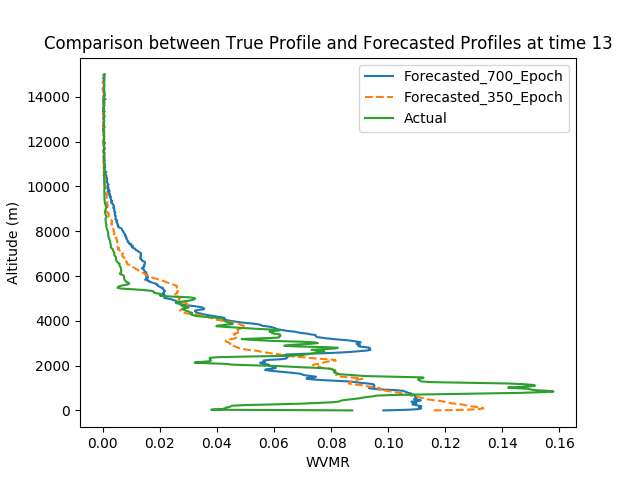 Comparison between True Profile and Forecasted Profiles at time 13
Forecasted_700_Epoch
Forecasted_350_Epoch
Actual
Altitude (m)
14000
12000
10000
8000
6000
4000
2000
0
0.00 0.02 0.04 0.06 0.08 0.10 0.12 0.14 0.16
WVMR